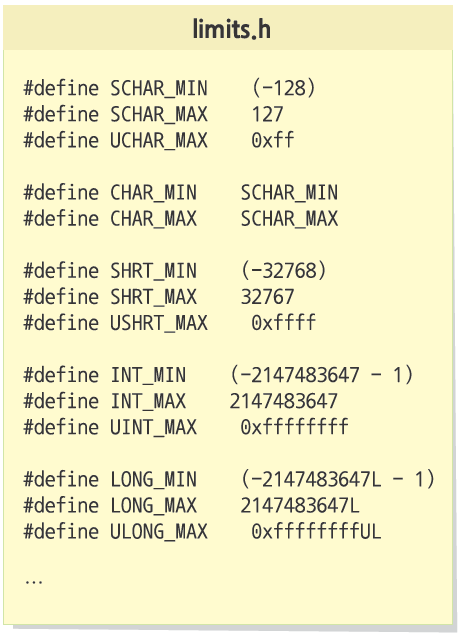 limits.h
#define SCHAR_MIN (-128)
#define SCHAR_MAX 127
#define UCHAR_MAX 0xff
#define CHAR_MIN SCHAR_MIN
#define CHAR_MAX SCHAR_MAX
#define SHRT_MIN (-32768)
#define SHRT_MAX 32767
#define USHRT_MAX 0xffff
#define INT_MIN (-2147483647 - 1)
#define INT_MAX 2147483647
#define UINT_MAX 0xffffffff
#define LONG_MIN (-2147483647L - 1)
#define LONG_MAX 2147483647L
#define ULONG_MAX 0xffffffffUL
...